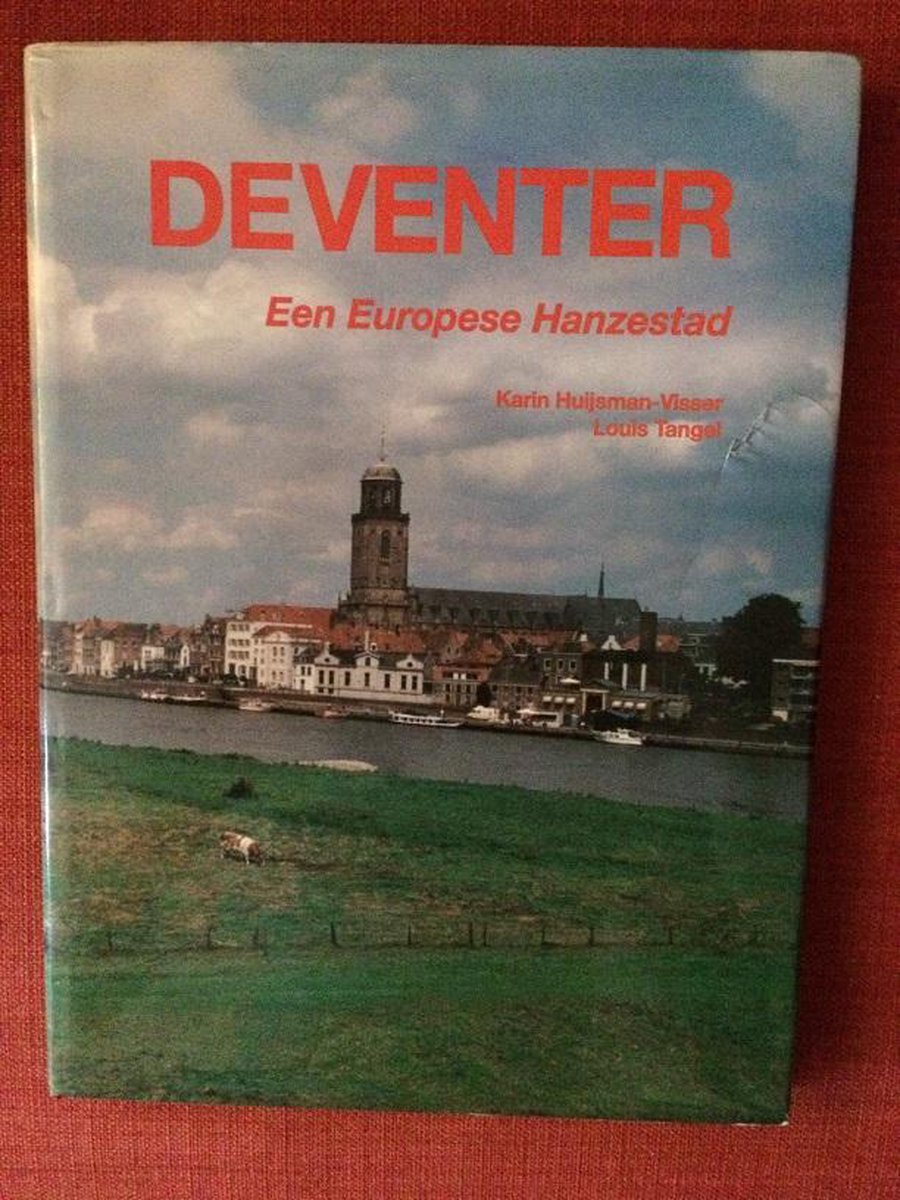 DEVENTER
Een Europese Hanzestad
Karin Huijsman-Visser
Louis Tangel